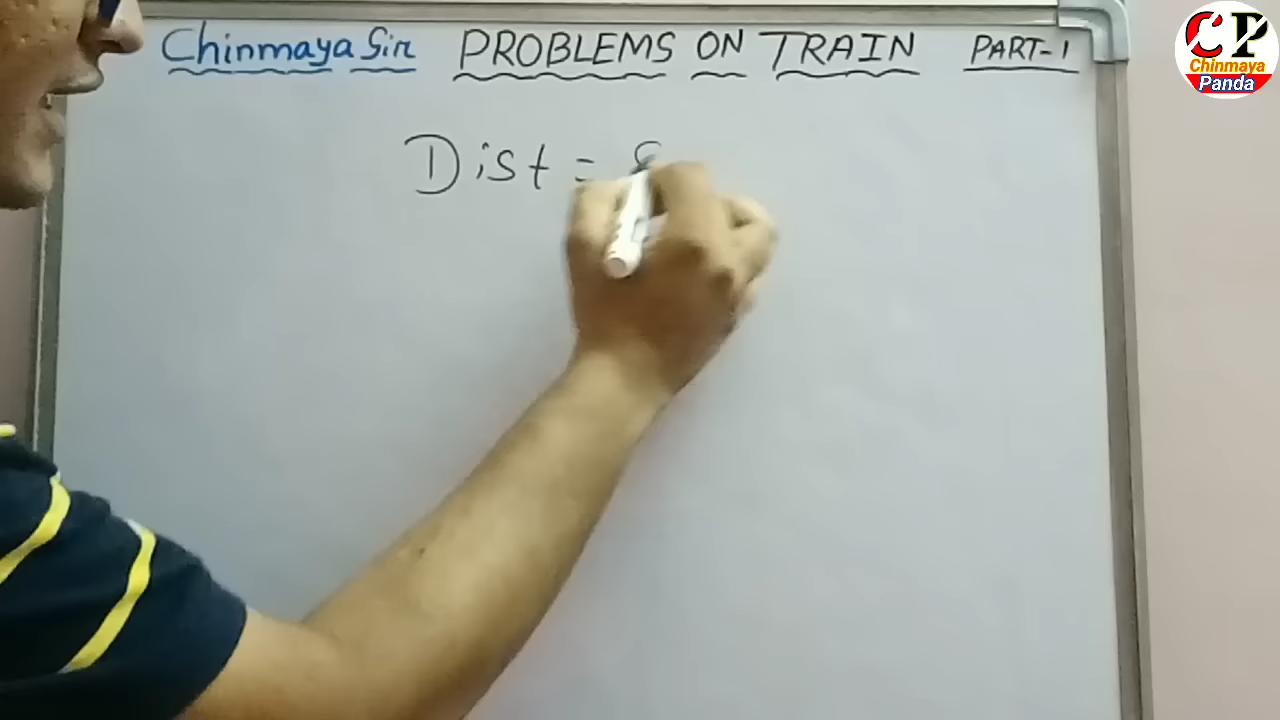 Chinmaya Sir PROBLEMS ON TRAIN PART-1
CP
Chinmaya
Panda
Dist =